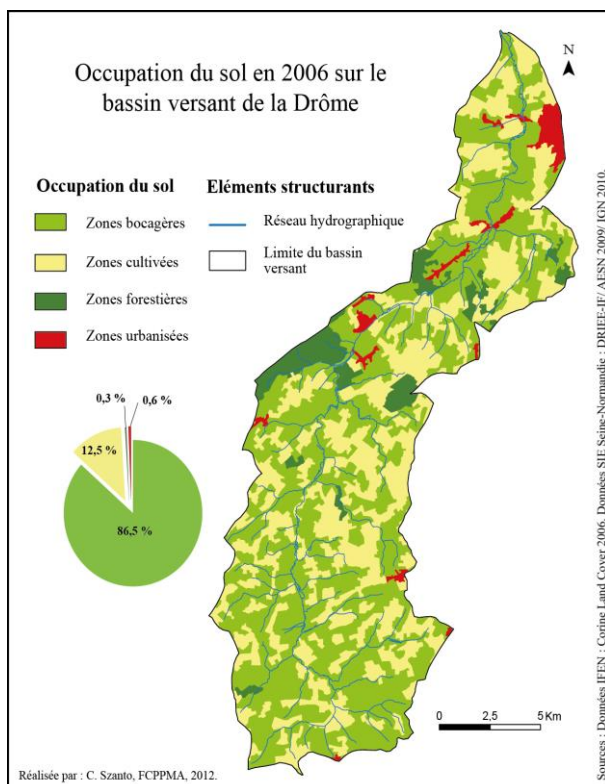 Occupation du sol en 2006 sur le
bassin versant de la Drôme
N
Occupation du sol
Zones bocagères
Zones cultivées
Zones forestières
Zones urbanisées
Eléments structurants
Réseau hydrographique
Limite du bassin
versant
0,3 %
0,6 %
12,5 %
86,5 %
0 2,5 5 Km
Réalisée par : C. Szanto, FCPPMA, 2012.
Sources : Données IFEN : Corine Land Cover 2006. Données SIE Seine-Normandie : DRIEE-IF/ AESN 2009/ IGN 2010.